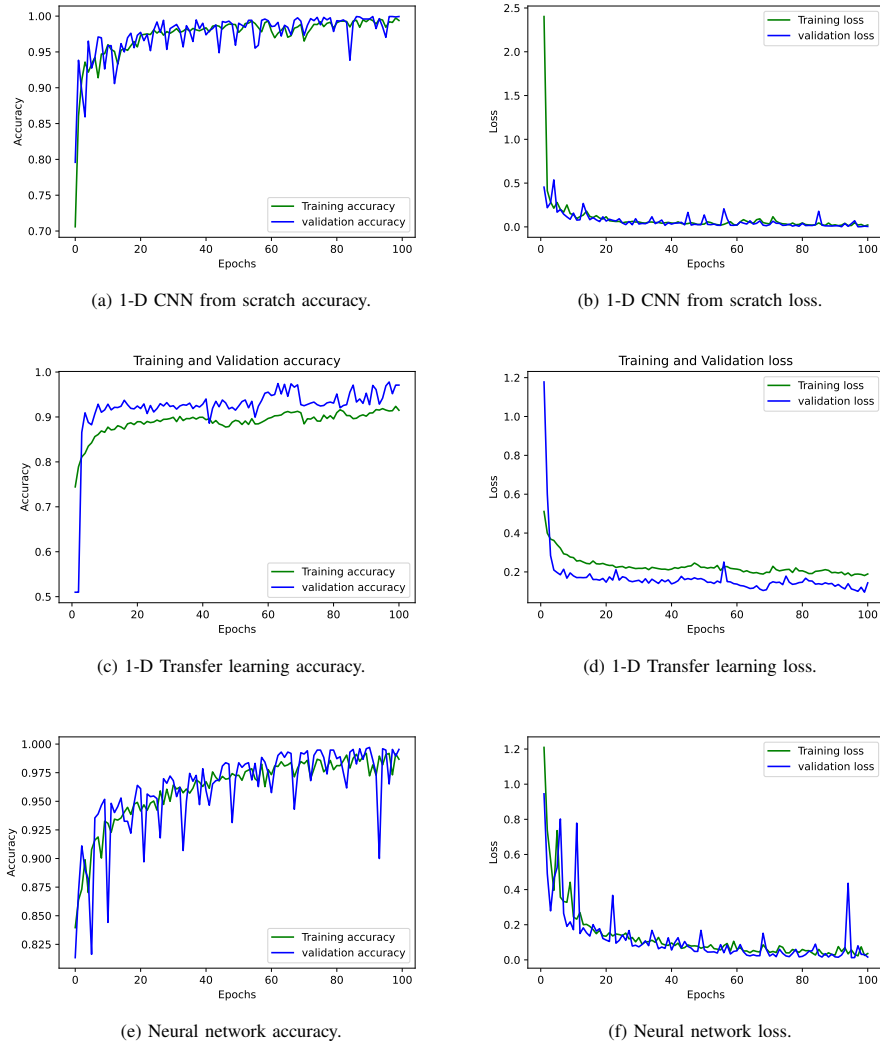 1.00
0.95
0.90
0.85
0.80
0.75
0.70
Accuracy
0 20 40 60 80 100
Epochs
Training accuracy
validation accuracy
(a) 1-D CNN from scratch accuracy.
2.5
2.0
1.5
1.0
0.5
0.0
Loss
0 20 40 60 80 100
Epochs
Training loss
validation loss
(b) 1-D CNN from scratch loss.
Training and Validation accuracy
1.0
0.9
0.8
0.7
0.6
0.5
Accuracy
0 20 40 60 80 100
Epochs
Training accuracy
validation accuracy
(c) 1-D Transfer learning accuracy.
Training and Validation loss
1.2
1.0
0.8
0.6
0.4
0.2
Loss
0 20 40 60 80 100
Epochs
Training loss
validation loss
(d) 1-D Transfer learning loss.
1.000
0.975
0.950
0.925
0.900
0.875
0.850
0.825
Accuracy
0 20 40 60 80 100
Epochs
Training accuracy
validation accuracy
(e) Neural network accuracy.
1.2
1.0
0.8
0.6
0.4
0.2
0.0
Loss
0 20 40 60 80 100
Epochs
Training loss
validation loss
(f) Neural network loss.